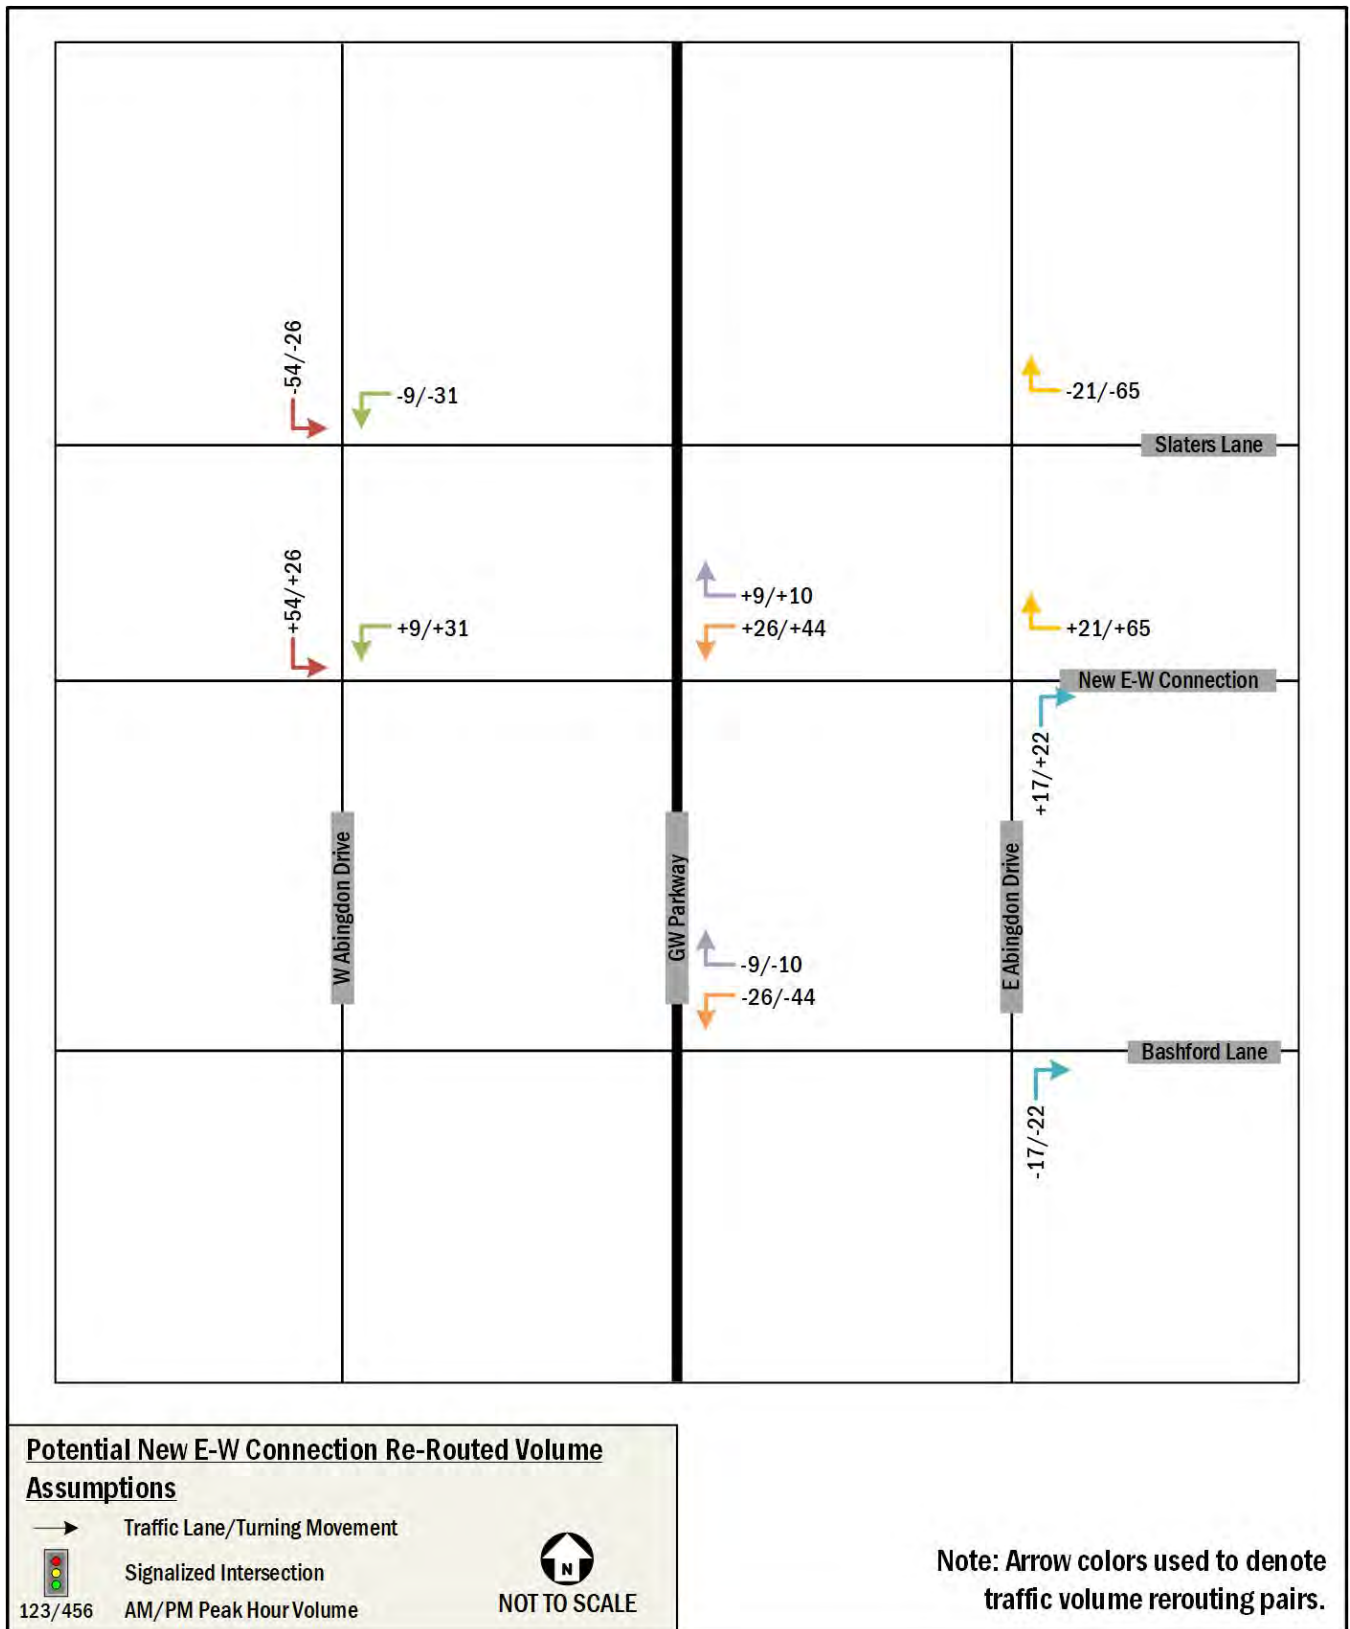 -54/-26
-9/-31
-21/-65
Slaters Lane
+54/+26
+9/+31
+9/+10
+26/+44
+21/+65
New E-W Connection
+17/+22
W Abingdon Drive
GW Parkway
E Abingdon Drive
-9/-10
-26/-44
Bashford Lane
-17/-22
Potential New E-W Connection Re-Routed Volume
Assumptions
Traffic Lane/Turning Movement
Signalized Intersection
123/456 AM/PM Peak Hour Volume
N
NOT TO SCALE
Note: Arrow colors used to denote
traffic volume rerouting pairs.